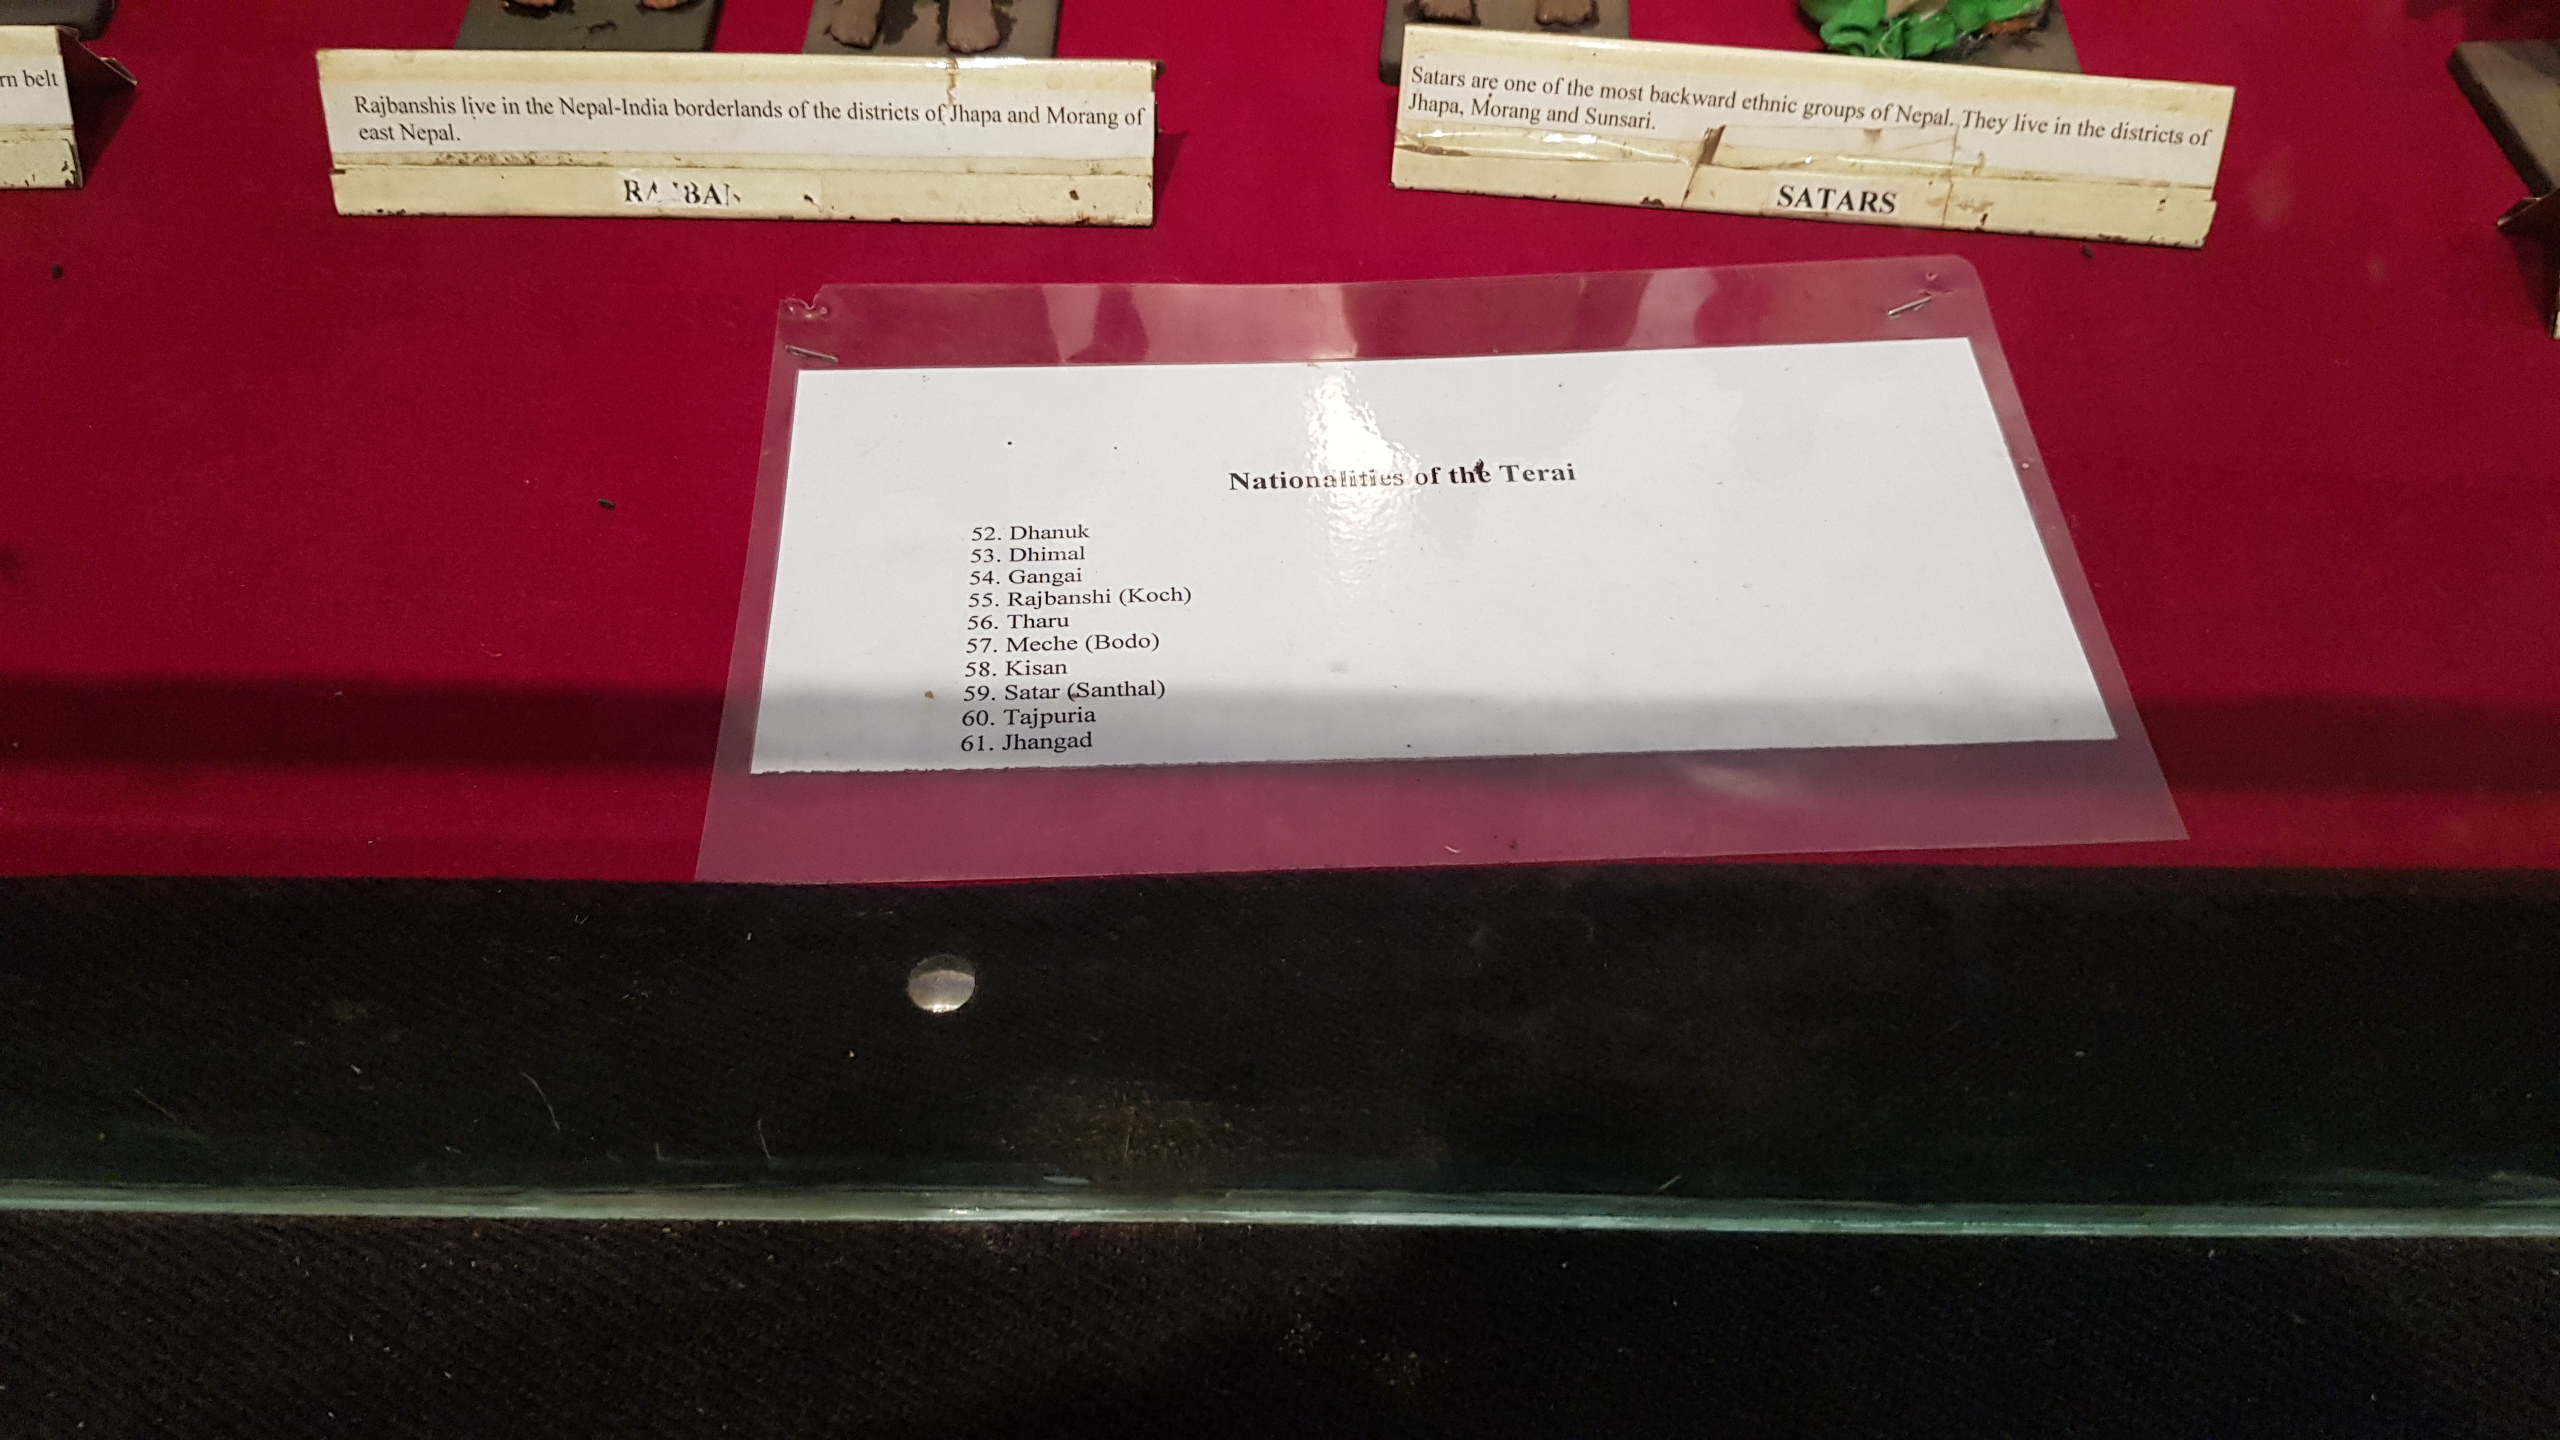 rn belt
Rajbanshis live in the Nepal-India borderlands of the districts of Jhapa and Morang of
east Nepal.
Satars are one of the most backward ethnic groups of Nepal. They live in the districts of
Jhapa, Morang and Sunsari.
SATARS
Nationalities of the Terai
52. Dhanuk
53. Dhimal
54. Gangai
55. Rajbanshi (Koch)
56. Tharu
57. Meche (Bodo)
58. Kisan
59. Satar (Santhal)
60. Tajpuria
61. Jhangad